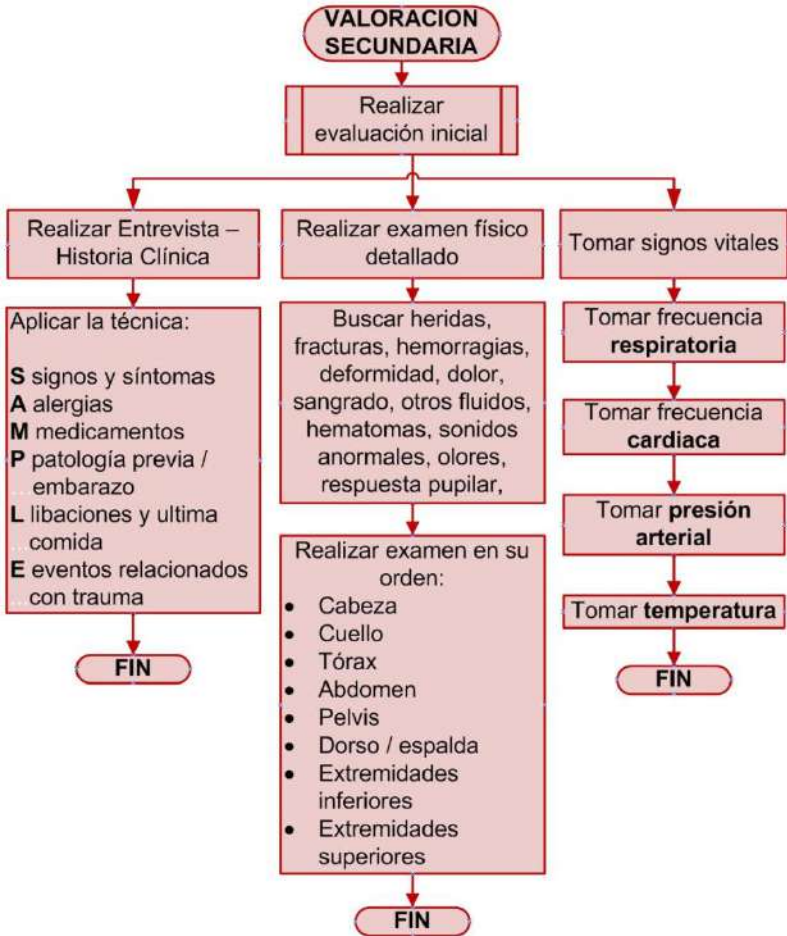 VALORACION
SECUNDARIA
Realizar
evaluación inicial
Realizar Entrevista –
Historia Clínica
Aplicar la técnica:
S signos y síntomas
A alergias
M medicamentos
P patología previa /
...embarazo
L libaciones y ultima
...comida
E eventos relacionados
...con trauma
FIN
Realizar examen físico
detallado
Buscar heridas,
fracturas, hemorragias,
deformidad, dolor,
sangrado, otros fluidos,
hematomas, sonidos
anormales, olores,
respuesta pupilar,
Realizar examen en su
orden:
• Cabeza
• Cuello
• Tórax
• Abdomen
• Pelvis
• Dorso / espalda
• Extremidades
inferiores
• Extremidades
superiores
FIN
Tomar signos vitales
Tomar frecuencia
respiratoria
Tomar frecuencia
cardiaca
Tomar presión
arterial
Tomar temperatura
FIN